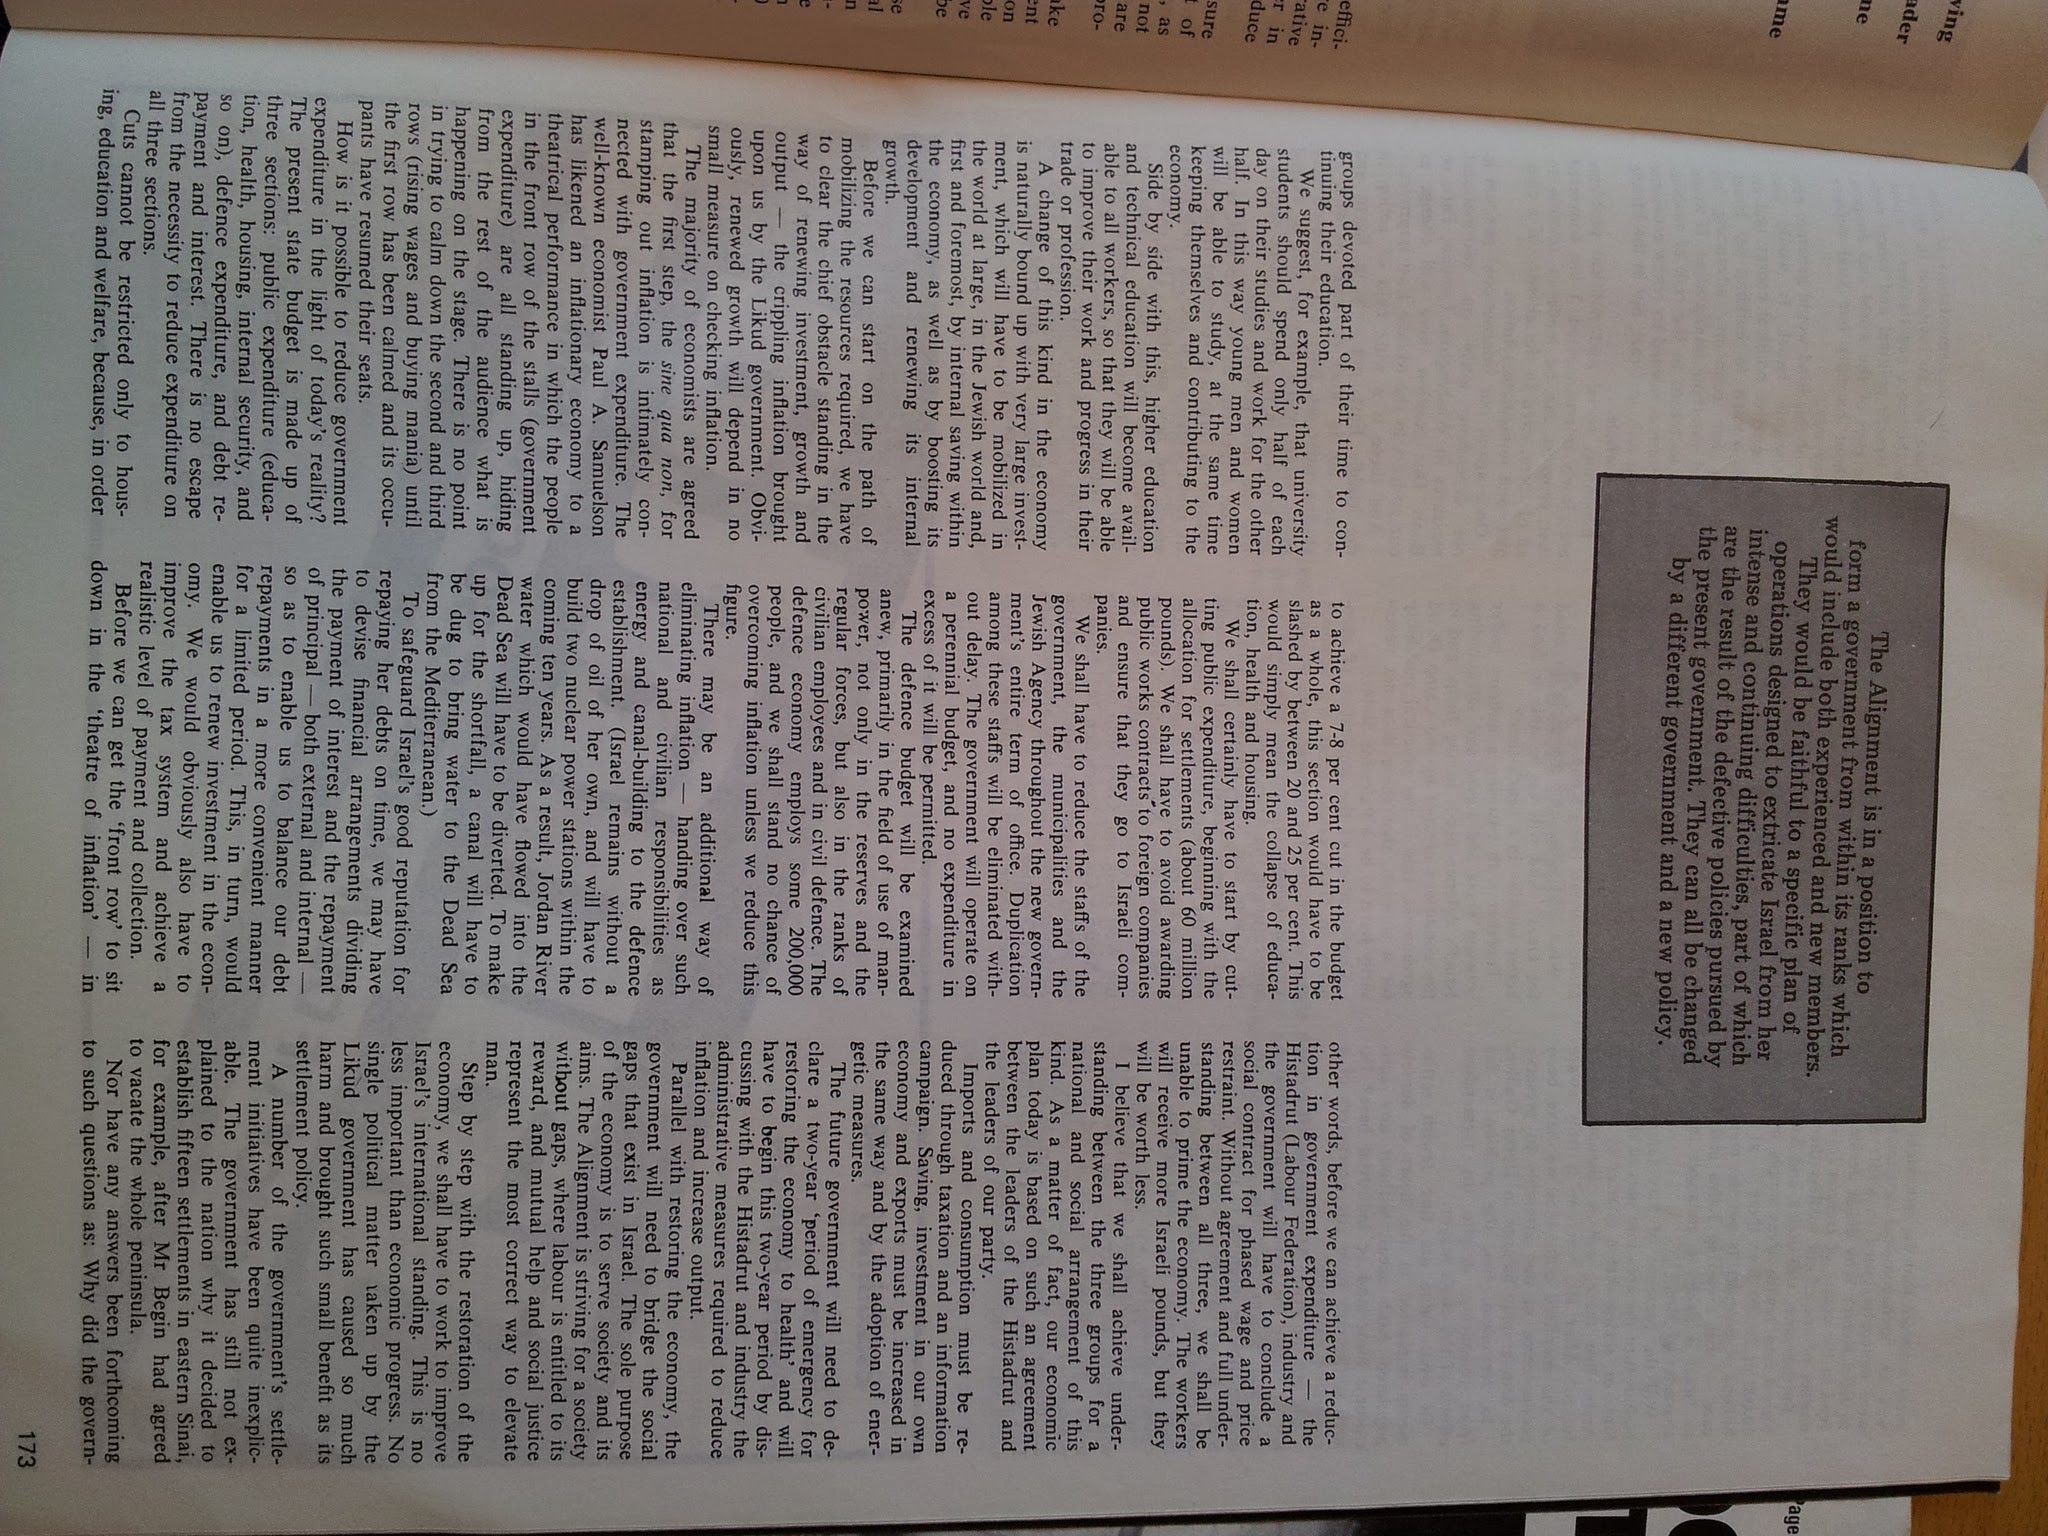 The Alignment is in a position to
form a government from within its ranks which
would include both experienced and new members.
They would be faithful to a specific plan of
operations designed to extricate Israel from her
intense and continuing difficulties, part of which
are the result of the defective policies pursued by
the present government. They can all be changed
by a different government and a new policy.
groups devoted part of their time to con-
tinuing their education.
We suggest, for example, that university
students should spend only half of each
day on their studies and work for the other
half. In this way young men and women
will be able to study, at the same time
keeping themselves and contributing to the
economy.
Side by side with this, higher education
and technical education will become avail-
able to all workers, so that they will be able
to improve their work and progress in their
trade or profession.
A change of this kind in the economy
is naturally bound up with very large invest-
ment, which will have to be mobilized in
the world at large, in the Jewish world and,
first and foremost, by internal saving within
the economy, as well as by boosting its
development and renewing its internal
growth.
Before we can start on the path of
mobilizing the resources required, we have
to clear the chief obstacle standing in the
way of renewing investment, growth and
output — the crippling inflation brought
upon us by the Likud government. Obvi-
ously, renewed growth will depend in no
small measure on checking inflation.
The majority of economists are agreed
that the first step, the sine qua non, for
stamping out inflation is intimately con-
nected with government expenditure. The
well-known economist Paul A. Samuelson
has likened an inflationary economy to a
theatrical performance in which the people
in the front row of the stalls (government
expenditure) are all standing up, hiding
from the rest of the audience what is
happening on the stage. There is no point
in trying to calm down the second and third
rows (rising wages and buying mania) until
the first row has been calmed and its occu-
pants have resumed their seats.
How is it possible to reduce government
expenditure in the light of today's reality?
The present state budget is made up of
three sections: public expenditure (educa-
tion, health, housing, internal security, and
so on), defence expenditure, and debt re-
payment and interest. There is no escape
from the necessity to reduce expenditure on
all three sections.
Cuts cannot be restricted only to hous-
ing, education and welfare, because, in order
to achieve a 7-8 per cent cut in the budget
as a whole, this section would have to be
slashed by between 20 and 25 per cent. This
would simply mean the collapse of educa-
tion, health and housing.
We shall certainly have to start by cut-
ting public expenditure, beginning with the
allocation for settlements (about 60 million
pounds). We shall have to avoid awarding
public works contracts to foreign companies
and ensure that they go to Israeli com-
panies.
We shall have to reduce the staffs of the
government, the municipalities and the
Jewish Agency throughout the new govern-
ment's entire term of office. Duplication
among these staffs will be eliminated with-
out delay. The government will operate on
a perennial budget, and no expenditure in
excess of it will be permitted.
The defence budget will be examined
anew, primarily in the field of use of man-
power, not only in the reserves and the
regular forces, but also in the ranks of
civilian employees and in civil defence. The
defence economy employs some 200,000
people, and we shall stand no chance of
overcoming inflation unless we reduce this
figure.
There may be an additional way of
eliminating inflation — handing over such
national and civilian responsibilities as
energy and canal-building to the defence
establishment. (Israel remains without a
drop of oil of her own, and will have to
build two nuclear power stations within the
coming ten years. As a result, Jordan River
water which would have flowed into the
Dead Sea will have to be diverted. To make
up for the shortfall, a canal will have to
be dug to bring water to the Dead Sea
from the Mediterranean.)
To safeguard Israel's good reputation for
repaying her debts on time, we may have
to devise financial arrangements dividing
the payment of interest and the repayment
of principal — both external and internal —
so as to enable us to balance our debt
repayments in a more convenient manner
for a limited period. This, in turn, would
enable us to renew investment in the econ-
omy. We would obviously also have to
improve the tax system and achieve a
realistic level of payment and collection.
Before we can get the 'front row' to sit
down in the 'theatre of inflation' — in
other words, before we can achieve a reduc-
tion in government expenditure — the
Histadrut (Labour Federation), industry and
the government will have to conclude a
social contract for phased wage and price
restraint. Without agreement and full under-
standing between all three, we shall be
unable to prime the economy. The workers
will receive more Israeli pounds, but they
will be worth less.
I believe that we shall achieve under-
standing between the three groups for a
national and social arrangement of this
kind. As a matter of fact, our economic
plan today is based on such an agreement
between the leaders of the Histadrut and
the leaders of our party.
Imports and consumption must be re-
duced through taxation and an information
campaign. Saving, investment in our own
economy and exports must be increased in
the same way and by the adoption of ener-
getic measures.
The future government will need to de-
clare a two-year 'period of emergency for
restoring the economy to health' and will
have to begin this two-year period by dis-
cussing with the Histadrut and industry the
administrative measures required to reduce
inflation and increase output.
Parallel with restoring the economy, the
government will need to bridge the social
gaps that exist in Israel. The sole purpose
of the economy is to serve society and its
aims. The Alignment is striving for a society
without gaps, where labour is entitled to its
reward, and mutual help and social justice
represent the most correct way to elevate
man.
Step by step with the restoration of the
economy, we shall have to work to improve
Israel's international standing. This is no
less important than economic progress. No
single political matter taken up by the
Likud government has caused so much
harm and brought such small benefit as its
settlement policy.
A number of the government's settle-
ment initiatives have been quite inexplic-
able. The government has still not ex-
plained to the nation why it decided to
establish fifteen settlements in eastern Sinai,
for example, after Mr Begin had agreed
to vacate the whole peninsula.
Nor have any answers been forthcoming
to such questions as: Why did the govern-
173